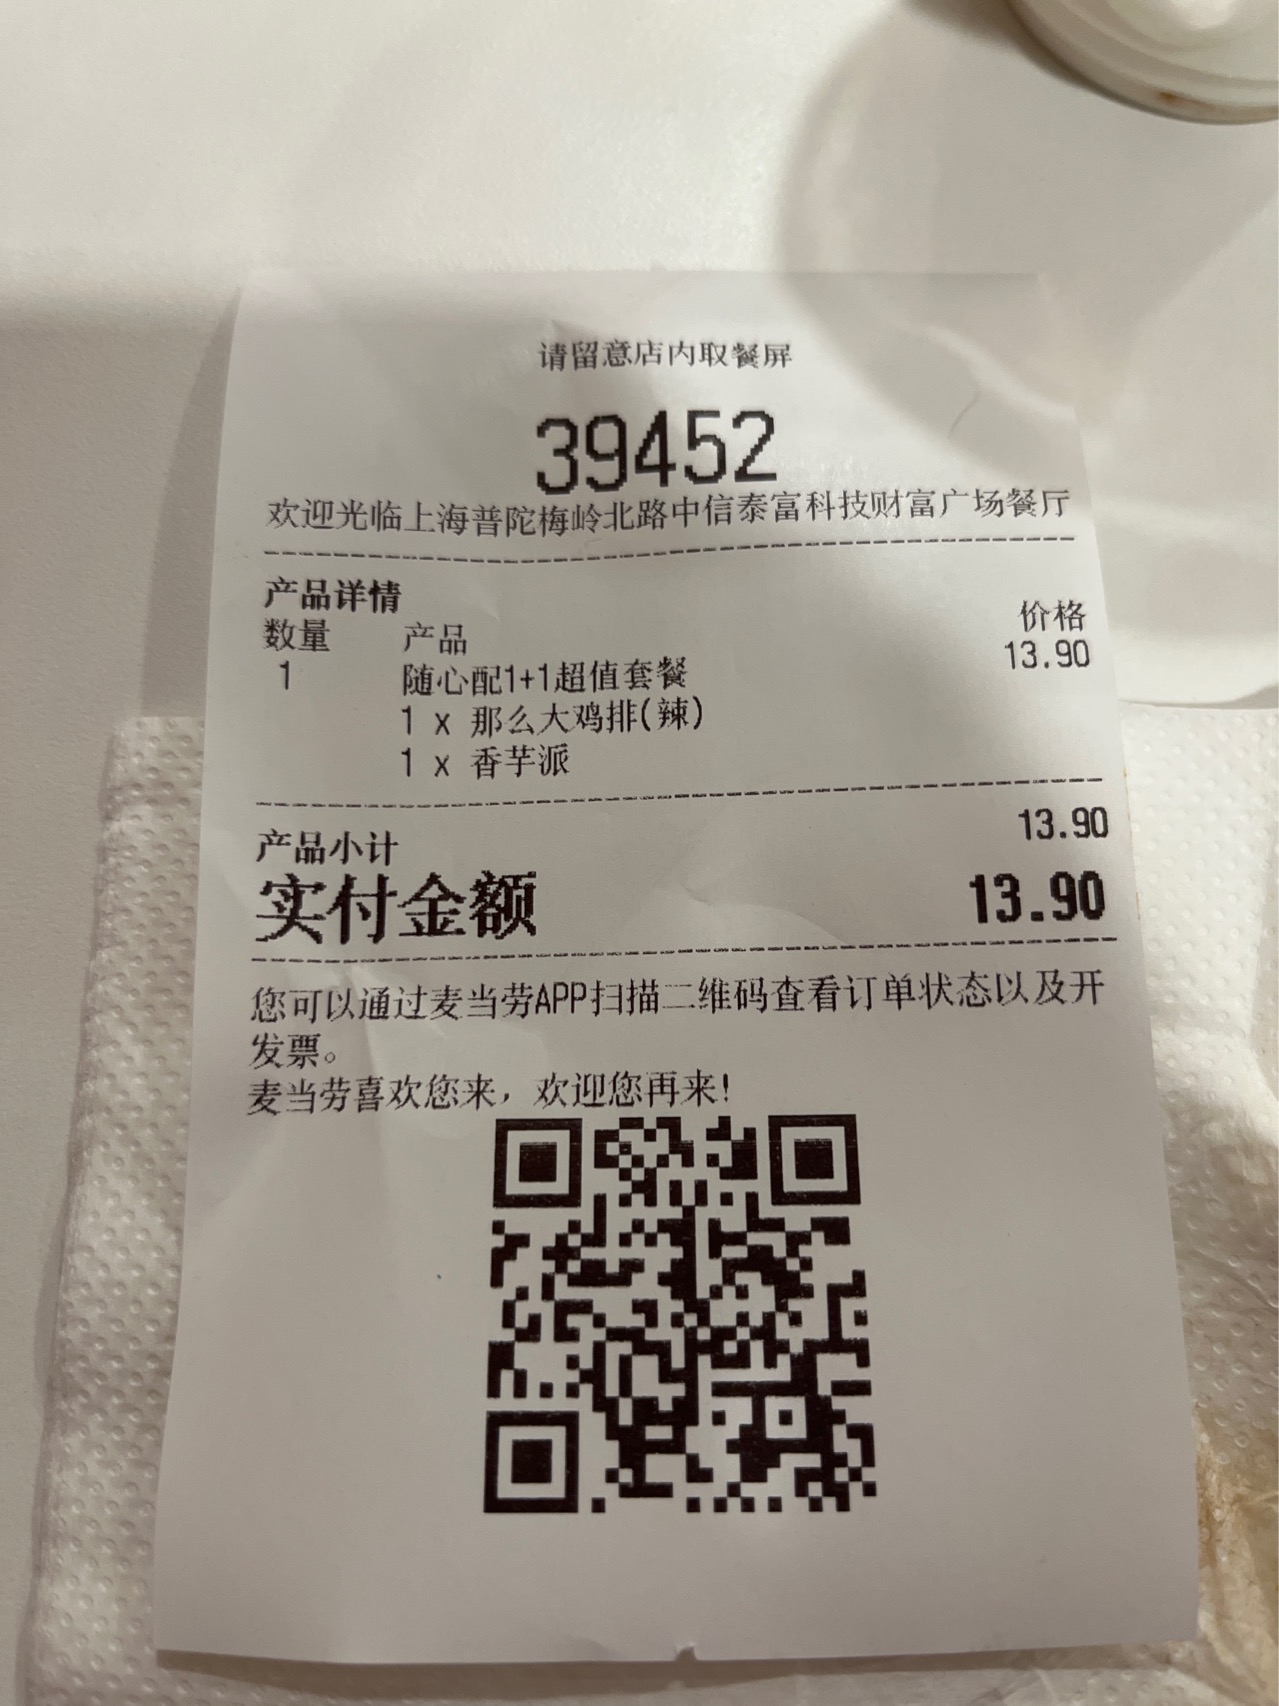 请留意店内取餐屏
39452
欢迎光临上海普陀梅岭北路中信泰富科技财富广场餐厅
产品详情
数量 产品 价格
1 随心配1+1超值套餐 13.90
1 x 那么大鸡排(辣)
1 x 香芋派
产品小计 13.90
实付金额 13.90
您可以通过麦当劳APP扫描二维码查看订单状态以及开
发票。
麦当劳喜欢您来，欢迎您再来!